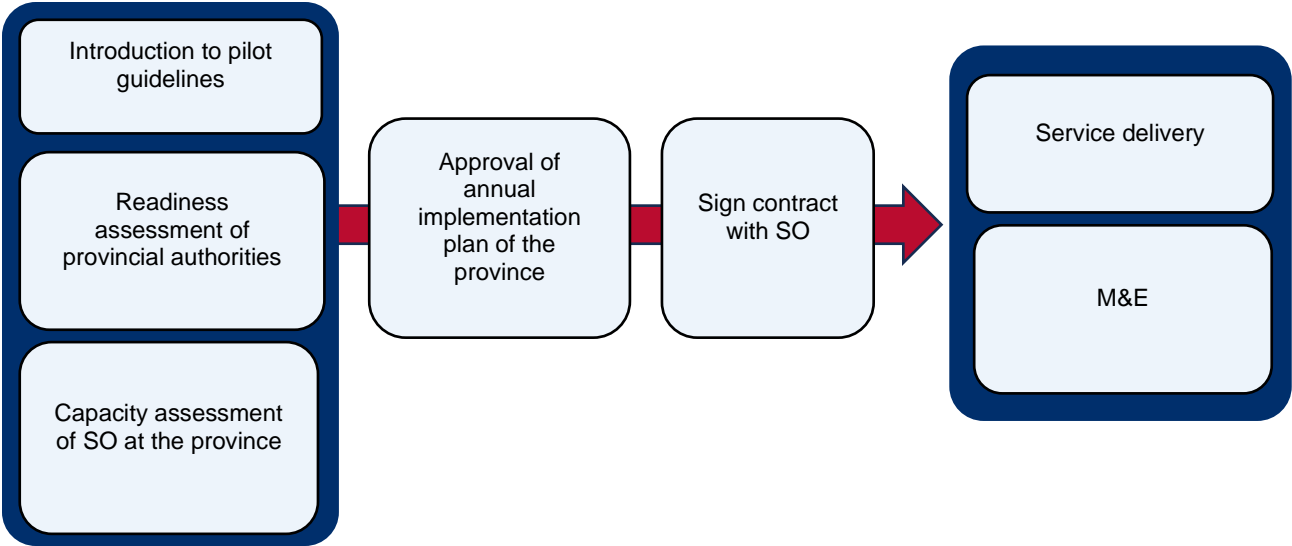 Introduction to pilot
guidelines
Readiness
assessment of
provincial authorities
Capacity assessment
of SO at the province
Approval of
annual
implementation
plan of the
province
Sign contract
with SO
Service delivery
M&E